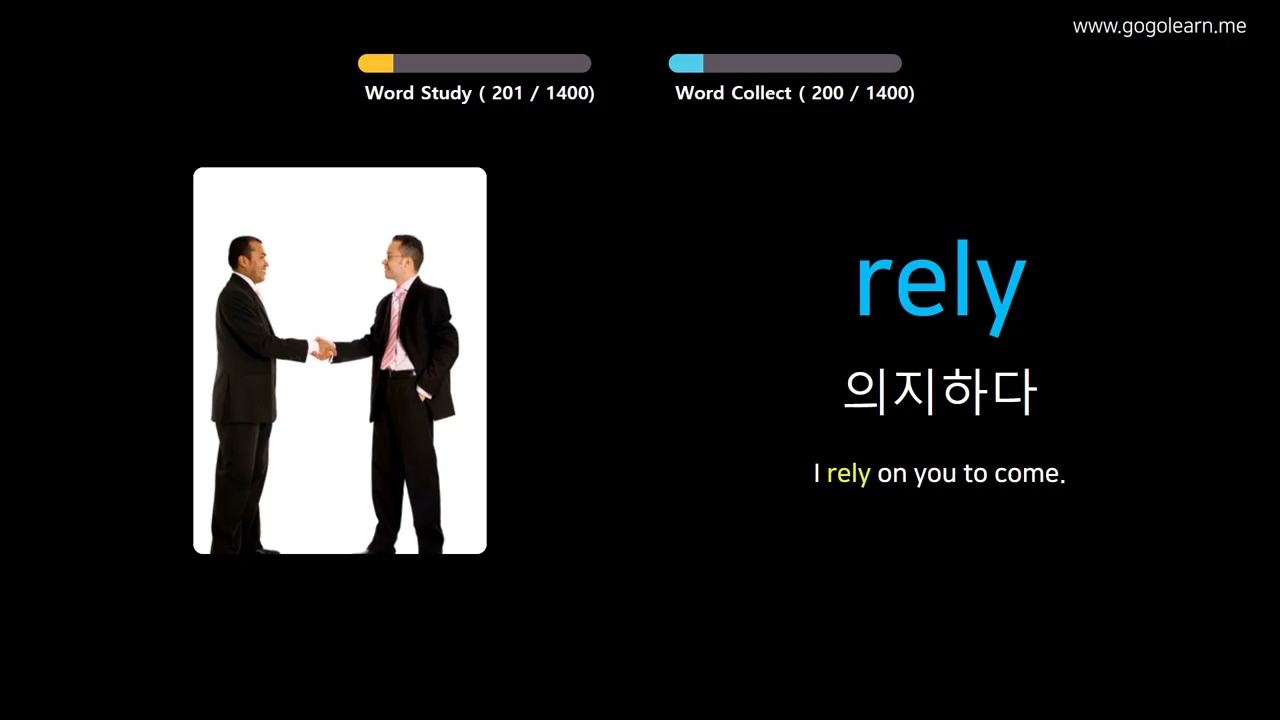 www.gogolearn.me
Word Study ( 201 / 1400)
Word Collect ( 200 / 1400)
rely
의지하다
I rely on you to come.